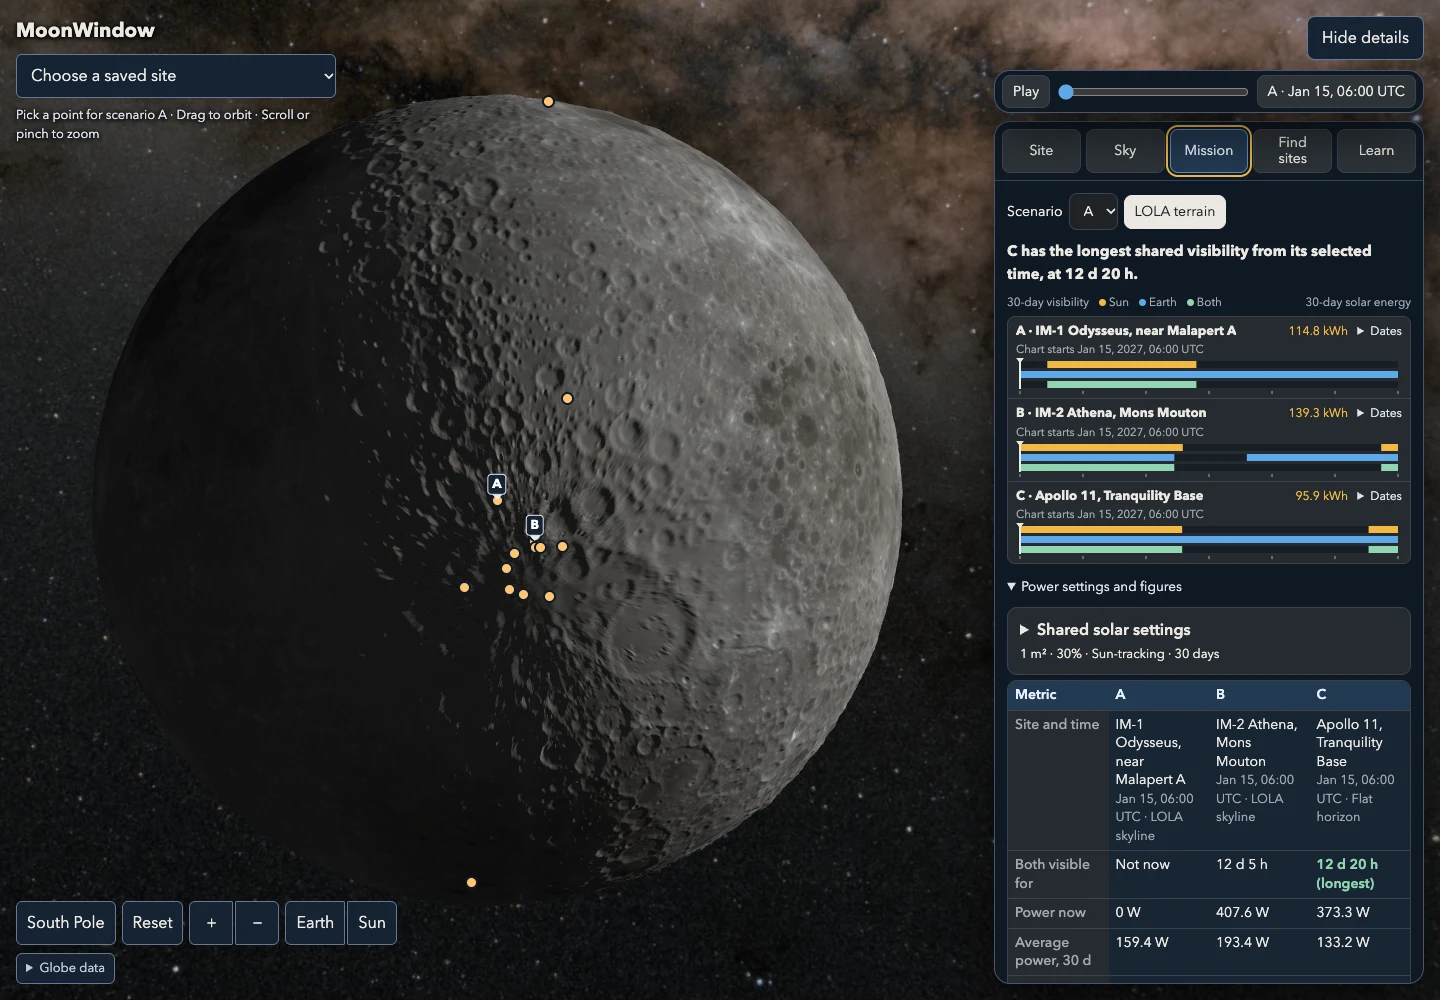 MoonWindow
Choose a saved site
Pick a point for scenario A · Drag to orbit · Scroll or
pinch to zoom
Hide details
Play
A · Jan 15, 06:00 UTC
Site
Sky
Mission
Find
sites
Learn
Scenario
A
LOLA terrain
C has the longest shared visibility from its selected
time, at 12 d 20 h.
30-day visibility Sun Earth Both 30-day solar energy
A · IM-1 Odysseus, near Malapert A 114.8 kWh ▶ Dates
Chart starts Jan 15, 2027, 06:00 UTC
B · IM-2 Athena, Mons Mouton 139.3 kWh ▶ Dates
Chart starts Jan 15, 2027, 06:00 UTC
C · Apollo 11, Tranquility Base 95.9 kWh ▶ Dates
Chart starts Jan 15, 2027, 06:00 UTC
A
B
▼ Power settings and figures
▶ Shared solar settings
1 m² · 30% · Sun-tracking · 30 days
Metric A B C
Site and time
IM-1
Odysseus,
near
Malapert A
Jan 15, 06:00
UTC · LOLA
skyline
IM-2 Athena,
Mons
Mouton
Jan 15, 06:00
UTC · LOLA
skyline
Apollo 11,
Tranquility
Base
Jan 15, 06:00
UTC · Flat
horizon
Both visible
for
Not now
12 d 5 h
12 d 20 h
(longest)
Power now 0 W 407.6 W 373.3 W
Average
power, 30 d
159.4 W
193.4 W
133.2 W
South Pole
Reset
+
−
Earth
Sun
▶ Globe data